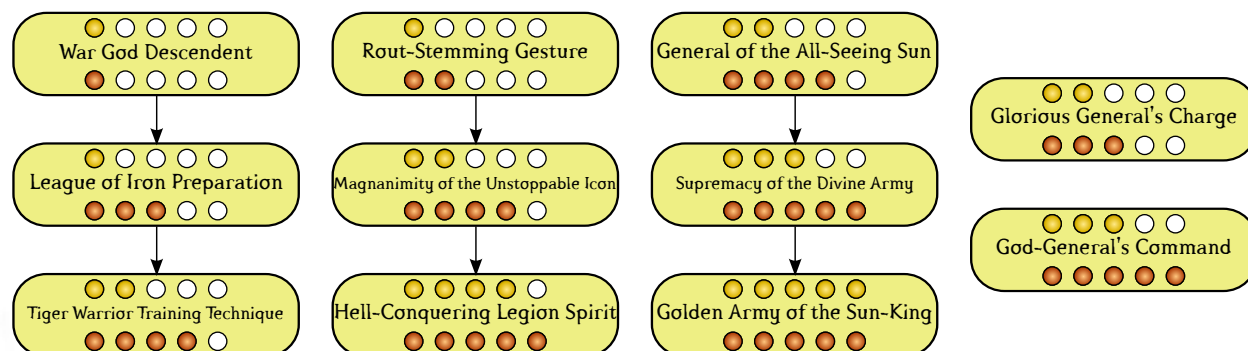 War God Descendent
Rout-Stemming Gesture
General of the All-Seeing Sun
Glorious General's Charge
League of Iron Preparation
Magnanimity of the Unstoppable Icon
Supremacy of the Divine Army
God-General's Command
Tiger Warrior Training Technique
Hell-Conquering Legion Spirit
Golden Army of the Sun-King